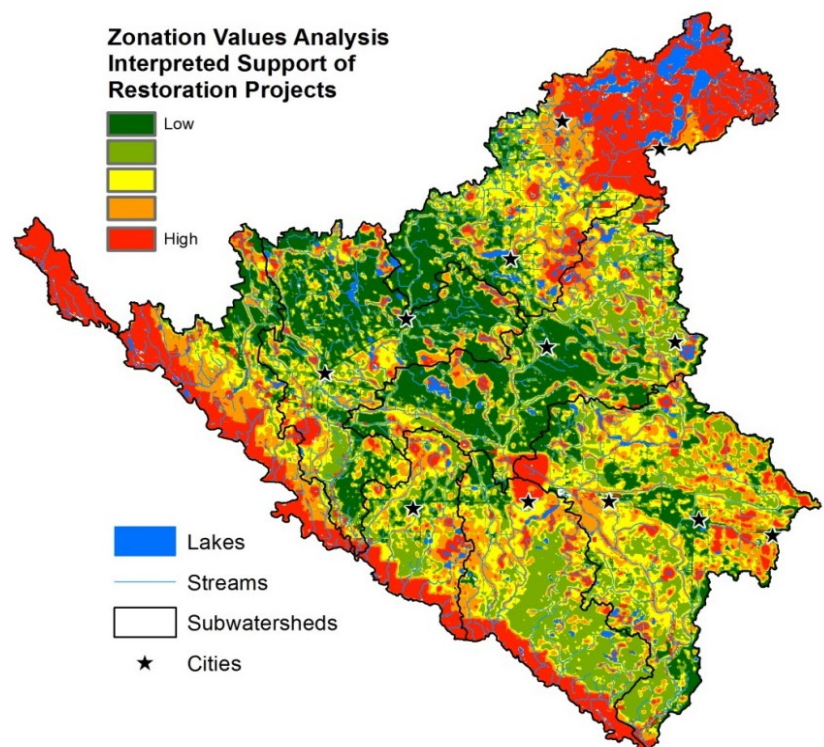 Zonation Values Analysis
Interpreted Support of
Restoration Projects
Low
High
Lakes
Streams
Subwatersheds
Cities